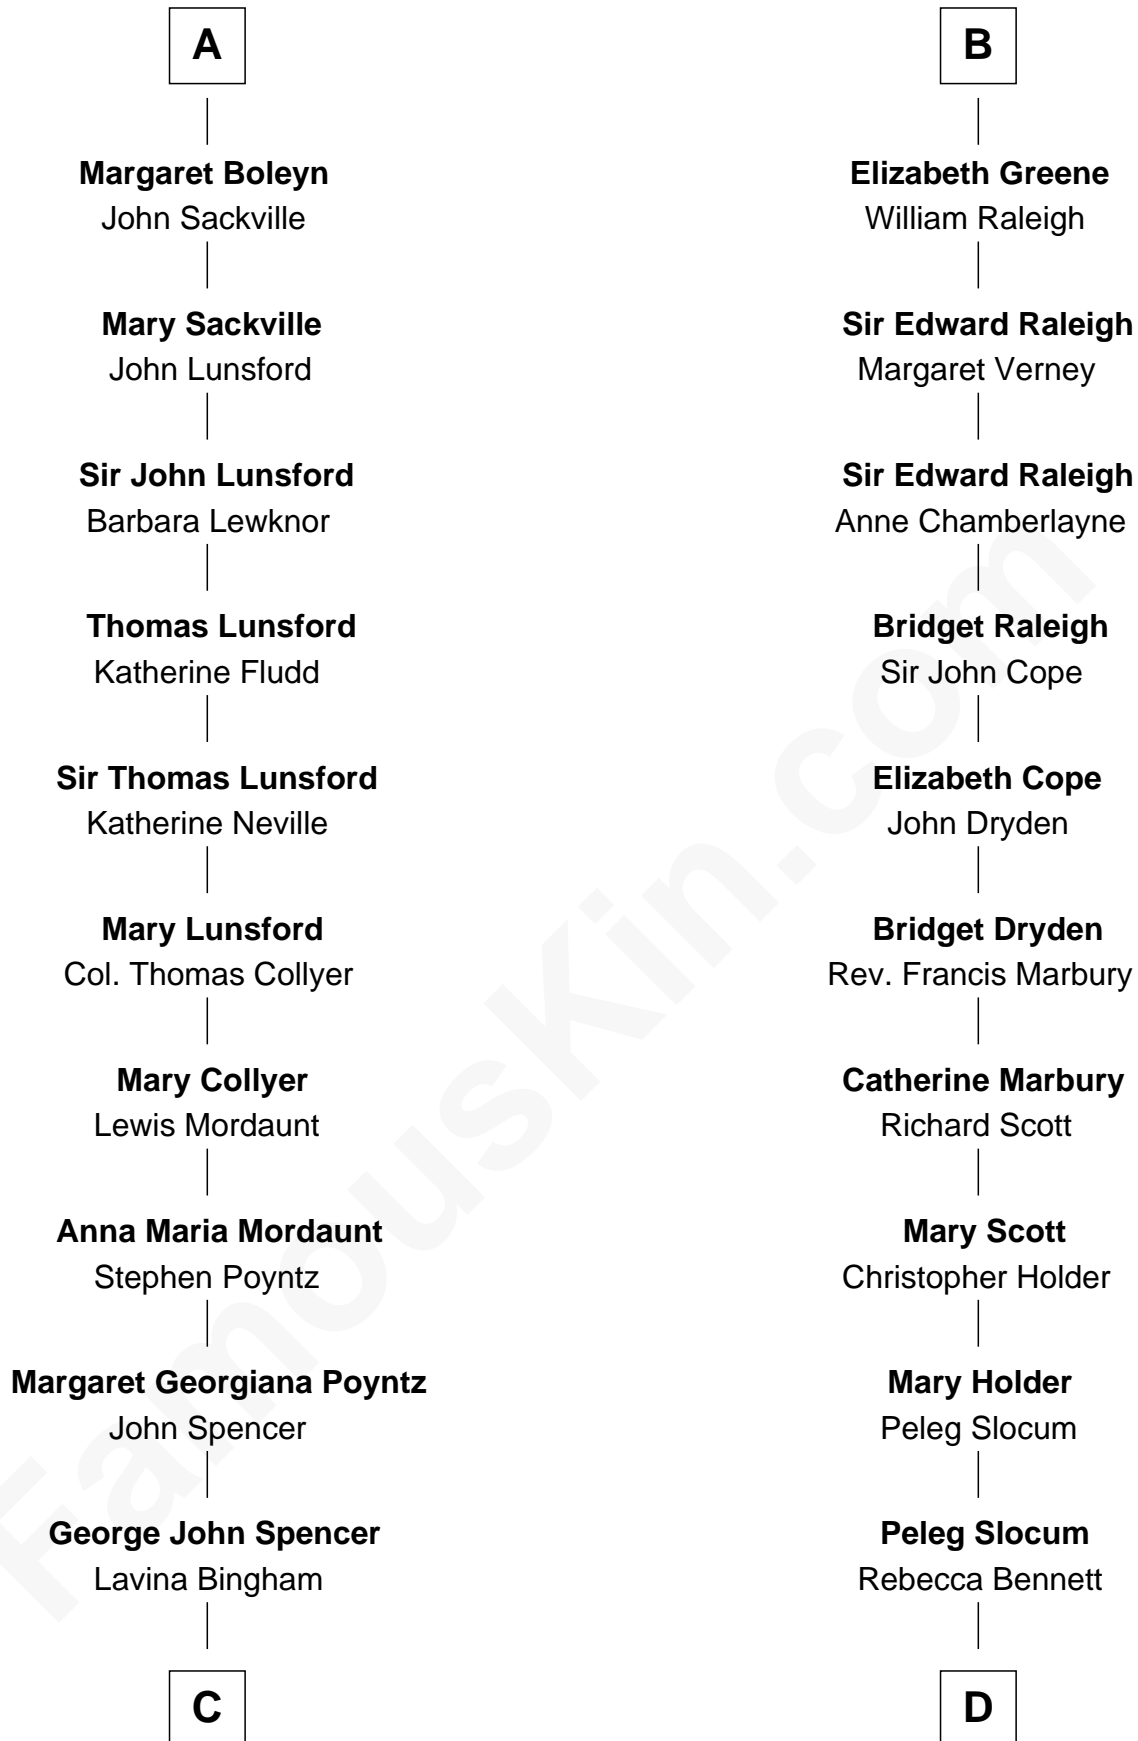 A
Margaret Boleyn
John Sackville
Mary Sackville
John Lunsford
Sir John Lunsford
Barbara Lewknor
Thomas Lunsford
Katherine Fludd
Sir Thomas Lunsford
Katherine Neville
Mary Lunsford
Col. Thomas Collyer
Mary Collyer
Lewis Mordaunt
Anna Maria Mordaunt
Stephen Poyntz
Margaret Georgiana Poyntz
John Spencer
George John Spencer
Lavina Bingham
C
B
Elizabeth Greene
William Raleigh
Sir Edward Raleigh
Margaret Verney
Sir Edward Raleigh
Anne Chamberlayne
Bridget Raleigh
Sir John Cope
Elizabeth Cope
John Dryden
Bridget Dryden
Rev. Francis Marbury
Catherine Marbury
Richard Scott
Mary Scott
Christopher Holder
Mary Holder
Peleg Slocum
Peleg Slocum
Rebecca Bennett
D
FamousKin.com